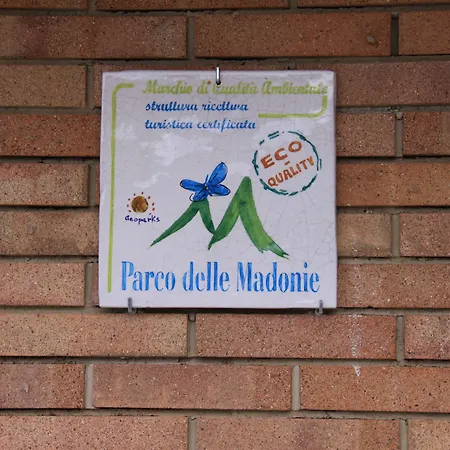 Marchio di Qualità Ambientale
struttura ricettiva
turistica certificata
ECO
-
QUALITY
Geoparks
Parco delle Madonie